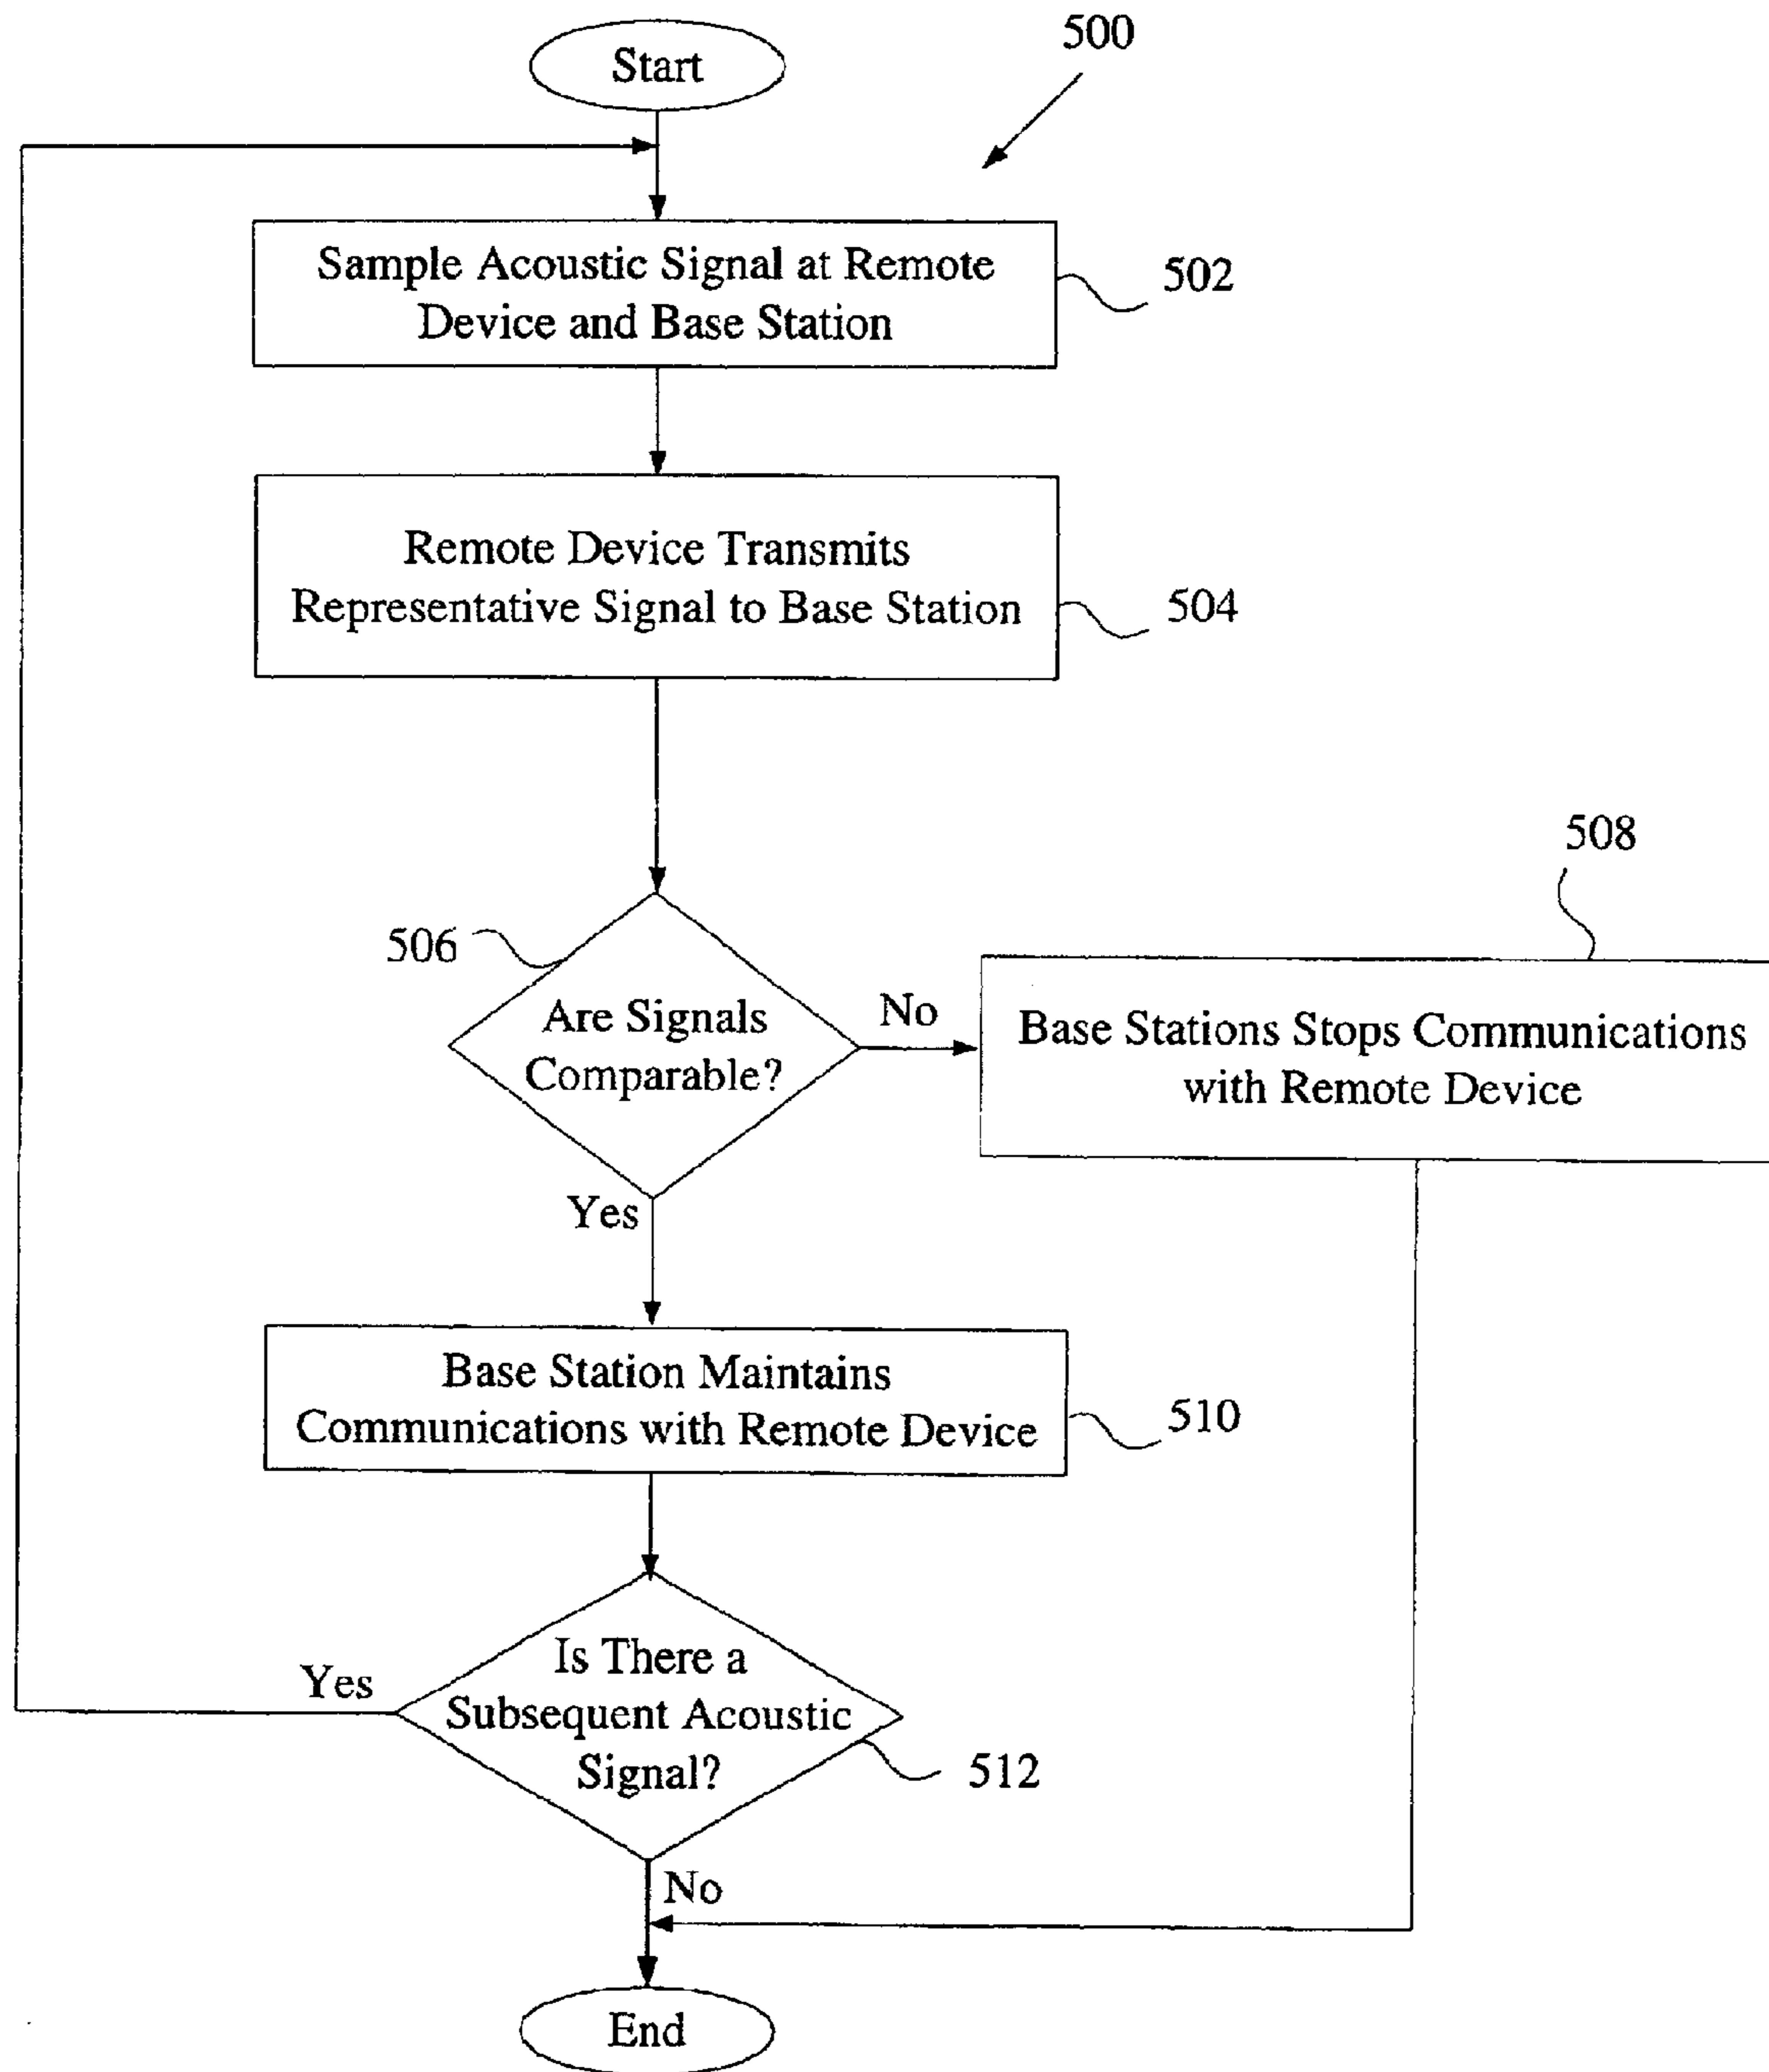 500
Start
Sample Acoustic Signal at Remote
Device and Base Station
502
Remote Device Transmits
Representative Signal to Base Station
504
506
Are Signals
Comparable?
No
Yes
508
Base Stations Stops Communications
with Remote Device
Base Station Maintains
Communications with Remote Device
510
Is There a
Subsequent Acoustic
Signal?
Yes
512
No
End